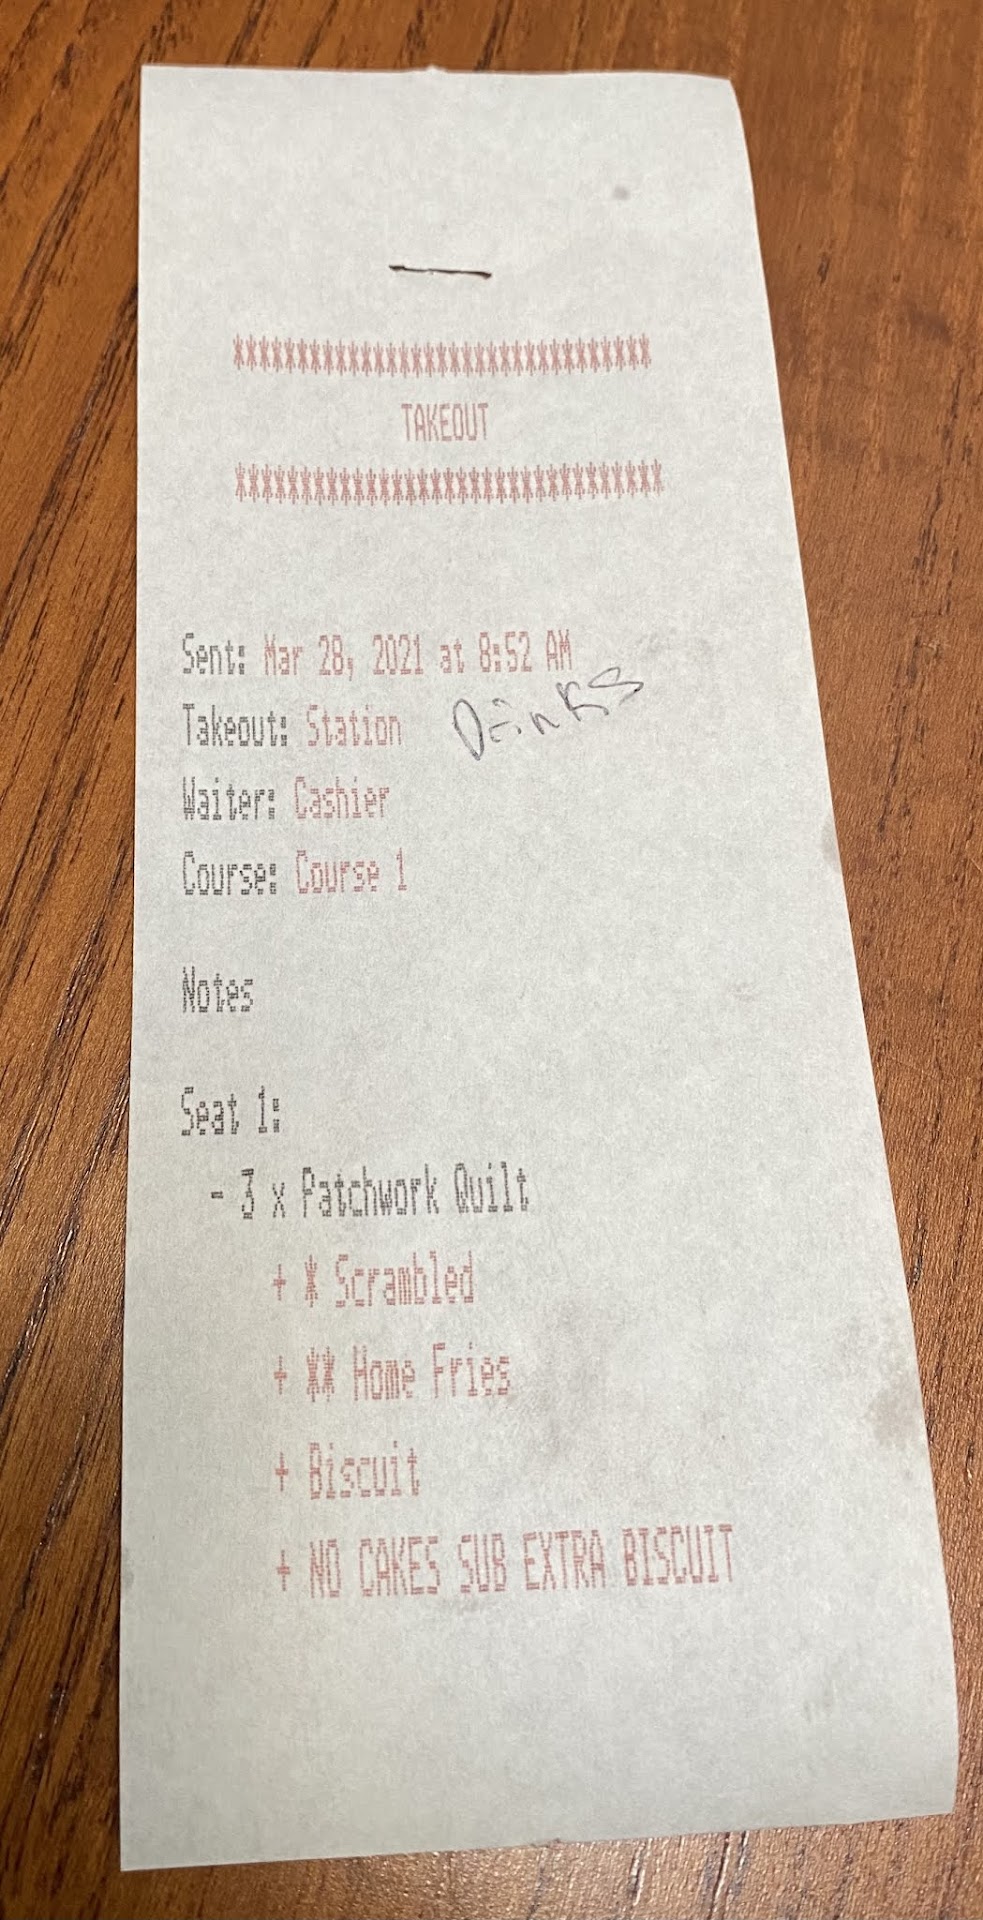 *********************************
TAKEOUT
*********************************
Sent: Mar 28, 2021 at 8:52 AM
Takeout: Station
Drinks
Waiter: Cashier
Course: Course 1
Notes
Seat 1:
- 3 x Patchwork Quilt
+ * Scrambled
+ ** Home Fries
+ Biscuit
+ NO CAKES SUB EXTRA BISCUIT